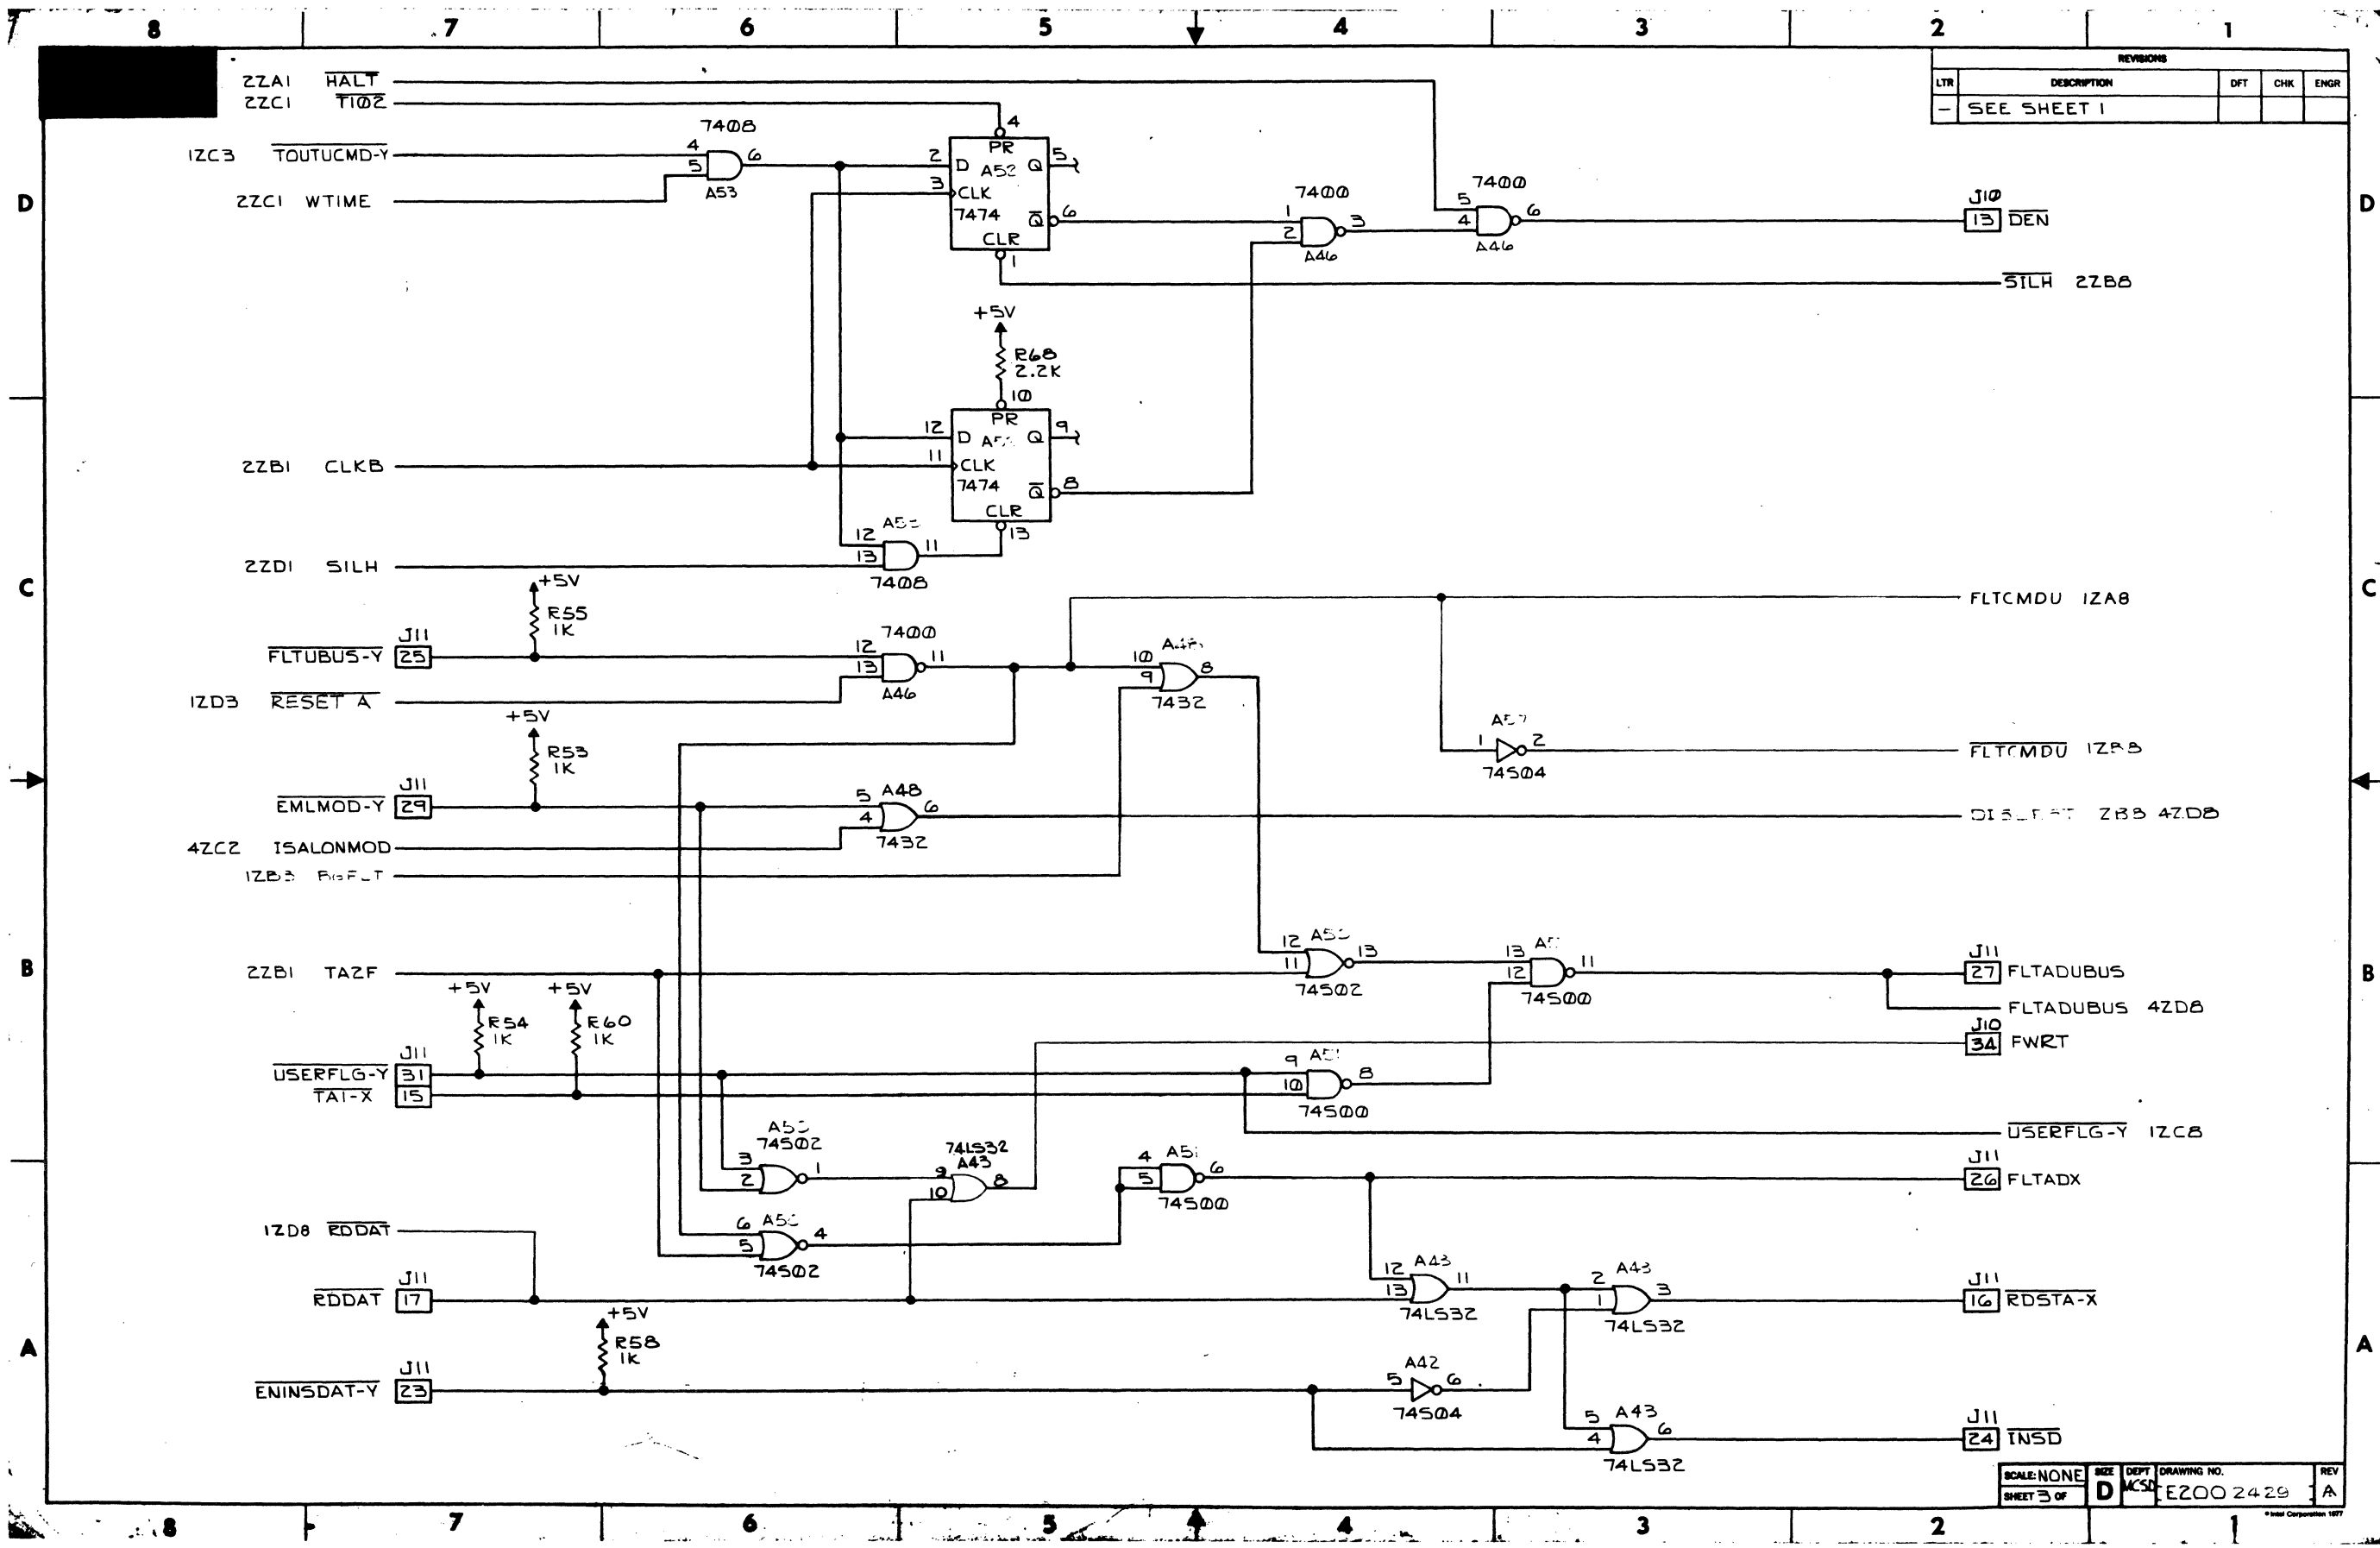 8 7 6 5 4 3 2 1
REVISIONS
LTR DESCRIPTION DFT CHK ENGR
- SEE SHEET 1
2ZA1 HALT
2ZC1 T1Ø2
1ZC3 TOUTUCMD-Y
2ZC1 WTIME
7408
4 5 6
A53
4
PR
2 D A52 Q 5
3 CLK
7474 Q 6
CLR
1
7400
1 2 3
A46
7400
5 4 6
A46
J10
13 DEN
SILH 2ZB8
D D
+5V
R68
2.2K
10
PR
12 D Q 9
11 CLK
7474 Q 8
CLR
13
2ZB1 CLKB
12 13 11
7408
2ZD1 SILH
C C
+5V
R55
1K
J11
FLTUBUS-Y 25
7400
12 13 11
A46
1ZD3 RESET A
10 9 8
7432
FLTCMDU 1ZA8
+5V
R53
1K
1 2
74S04
FLTCMDU 1ZB8
J11
EMLMOD-Y 29
5 A48 6
4
7432
4ZD8
4ZC2 ISALONMOD
1ZB3
B B
2ZB1 TA2F
12 11 13
74S02
13 12 11
74S00
J11
27 FLTADUBUS
FLTADUBUS 4ZD8
+5V +5V
R54 R60
1K 1K
J10
34 FWRT
J11
USERFLG-Y 31
TA1-X 15
9 10 8
74S00
USERFLG-Y 1ZC8
74S02
3 2 1
74LS32
A43
9 10 8
4 5 6
74S00
J11
26 FLTADX
1ZD8 RDDAT
6 5 4
74S02
J11
RDDAT 17
12 A43 11
13
74LS32
2 A43 3
1
74LS32
J11
16 RDSTA-X
A A
+5V
R58
1K
J11
ENINSDAT-Y 23
A42
5 6
74S04
5 A43 6
4
74LS32
J11
24 INSD
SCALE: NONE SIZE DEPT DRAWING NO. REV
SHEET 3 OF D MCSD E2002429 A
© Intel Corporation 1977
8 7 6 5 4 3 2 1